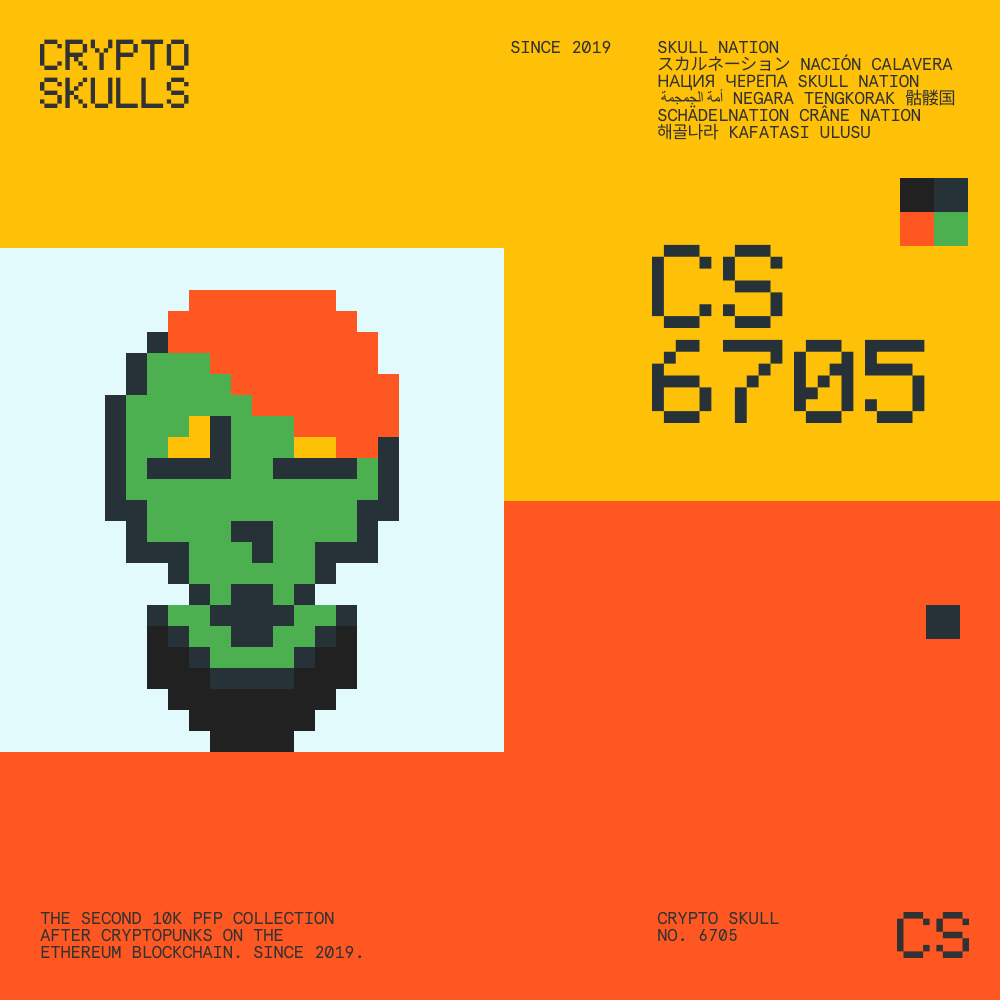 CRYPTO
SKULLS
SINCE 2019
SKULL NATION
スカルネーション NACIÓN CALAVERA
НАЦИЯ ЧЕРЕПА SKULL NATION
أمة الجمجمة NEGARA TENGKORAK 骷髅国
SCHÄDELNATION CRÂNE NATION
해골나라 KAFATASI ULUSU
CS
6705
THE SECOND 10K PFP COLLECTION
AFTER CRYPTOPUNKS ON THE
ETHEREUM BLOCKCHAIN. SINCE 2019.
CRYPTO SKULL
NO. 6705
CS